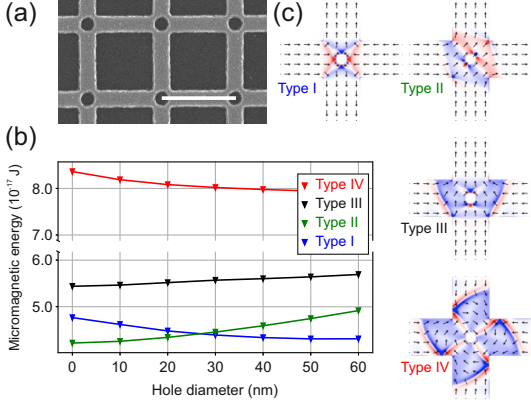 (a)
(c)
Type I
Type II
(b)
Micromagnetic energy (10⁻¹⁷ J)
8.0
7.0
6.0
5.0
Type IV
Type III
Type II
Type I
0 10 20 30 40 50 60
Hole diameter (nm)
Type III
Type IV